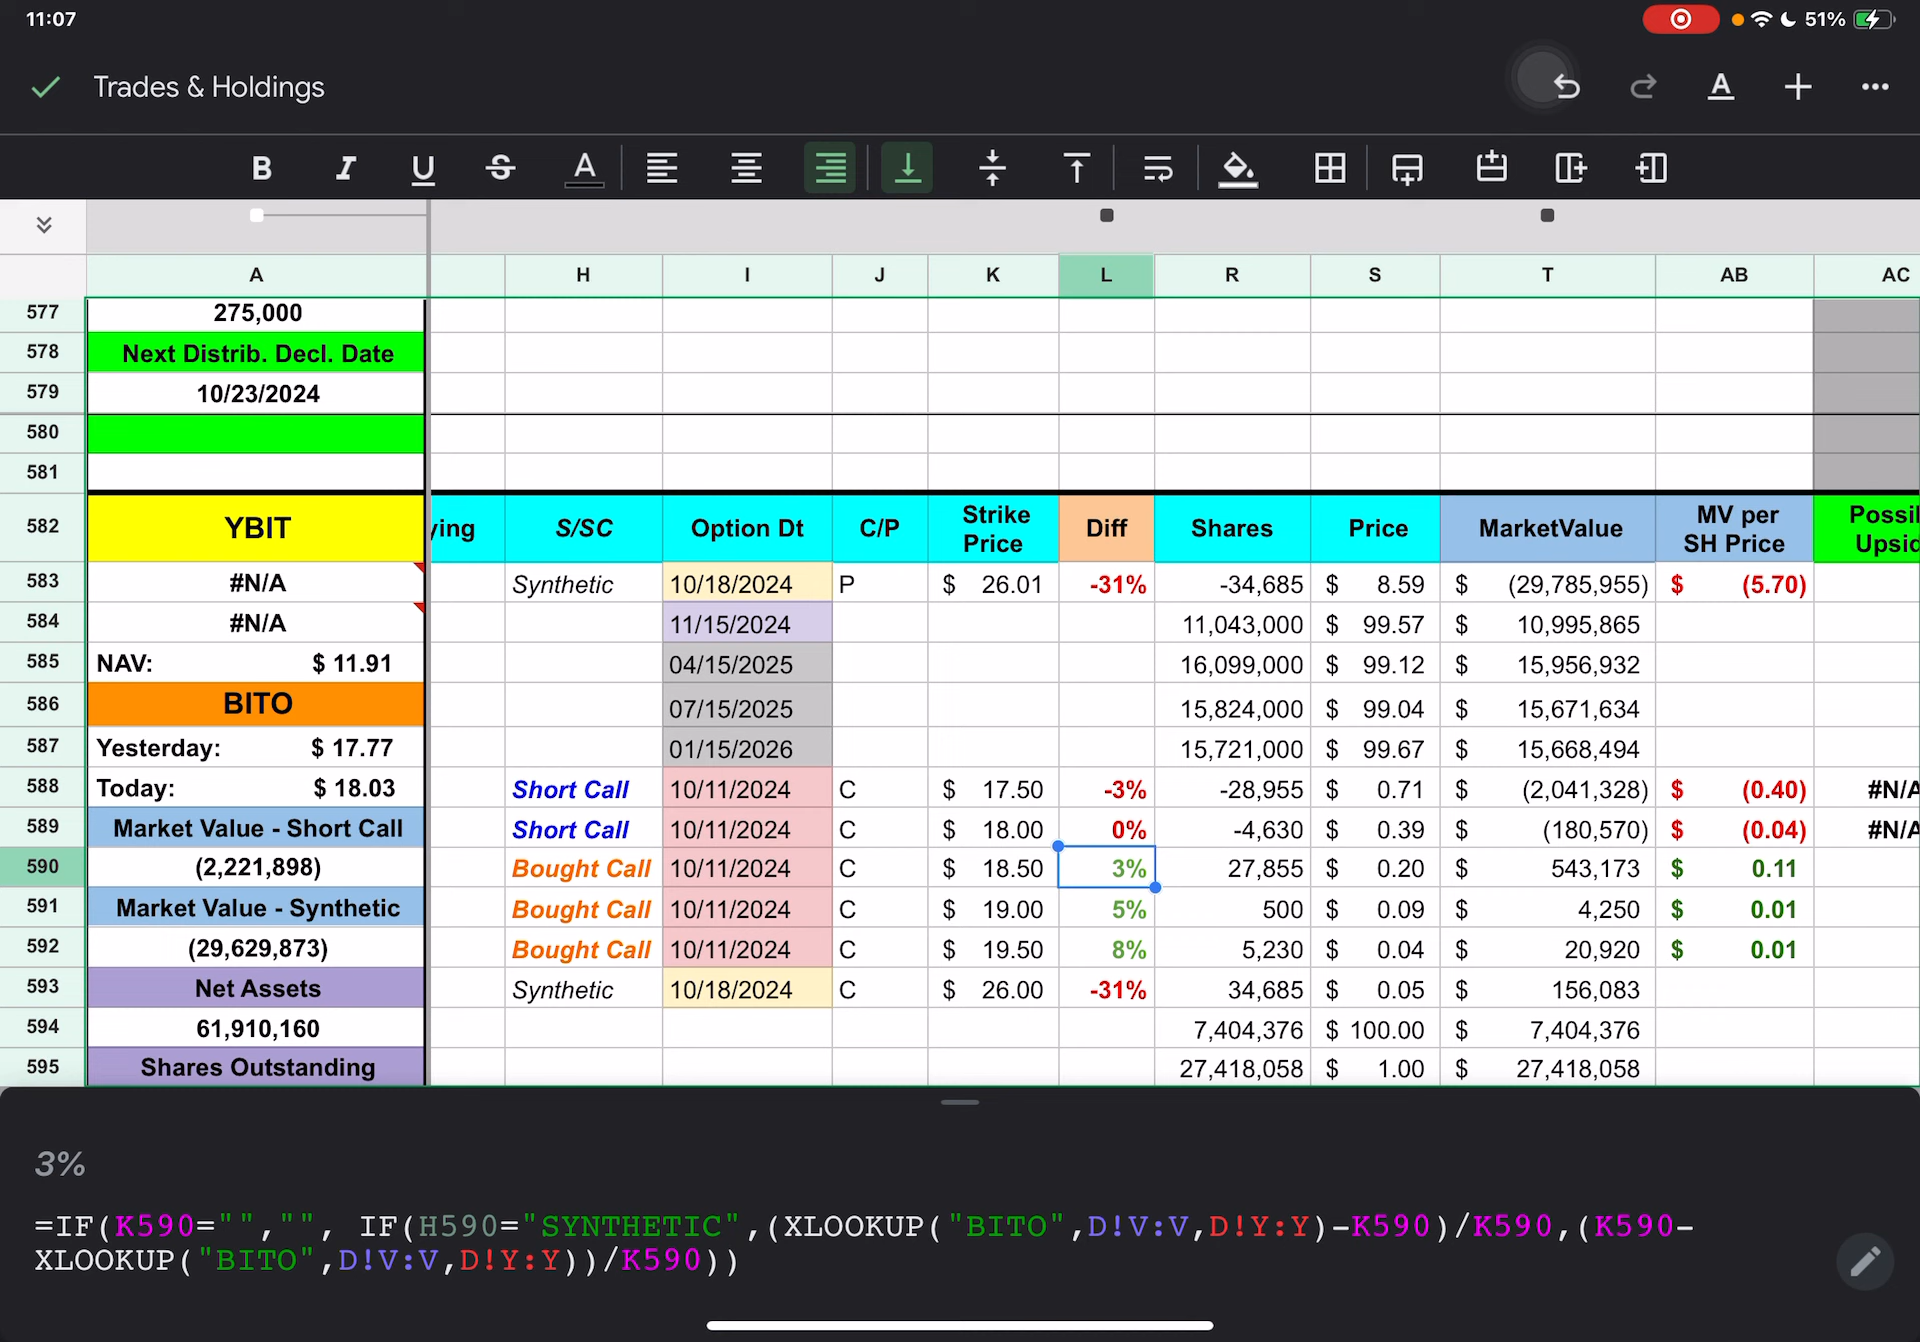 11:07
51%
Trades & Holdings
B I U S A
A H I J K L R S T AB AC
577 275,000
578 Next Distrib. Decl. Date
579 10/23/2024
580
581
582 YBIT ying S/SC Option Dt C/P Strike Price Diff Shares Price MarketValue MV per SH Price Possil Upsid
583 #N/A Synthetic 10/18/2024 P $ 26.01 -31% -34,685 $ 8.59 $ (29,785,955) $ (5.70)
584 #N/A 11/15/2024 11,043,000 $ 99.57 $ 10,995,865
585 NAV: $ 11.91 04/15/2025 16,099,000 $ 99.12 $ 15,956,932
586 BITO 07/15/2025 15,824,000 $ 99.04 $ 15,671,634
587 Yesterday: $ 17.77 01/15/2026 15,721,000 $ 99.67 $ 15,668,494
588 Today: $ 18.03 Short Call 10/11/2024 C $ 17.50 -3% -28,955 $ 0.71 $ (2,041,328) $ (0.40) #N/A
589 Market Value - Short Call Short Call 10/11/2024 C $ 18.00 0% -4,630 $ 0.39 $ (180,570) $ (0.04) #N/A
590 (2,221,898) Bought Call 10/11/2024 C $ 18.50 3% 27,855 $ 0.20 $ 543,173 $ 0.11
591 Market Value - Synthetic Bought Call 10/11/2024 C $ 19.00 5% 500 $ 0.09 $ 4,250 $ 0.01
592 (29,629,873) Bought Call 10/11/2024 C $ 19.50 8% 5,230 $ 0.04 $ 20,920 $ 0.01
593 Net Assets Synthetic 10/18/2024 C $ 26.00 -31% 34,685 $ 0.05 $ 156,083
594 61,910,160 7,404,376 $ 100.00 $ 7,404,376
595 Shares Outstanding 27,418,058 $ 1.00 $ 27,418,058
3%
=IF(K590="","", IF(H590="SYNTHETIC",(XLOOKUP("BITO",D!V:V,D!Y:Y)-K590)/K590,(K590-
XLOOKUP("BITO",D!V:V,D!Y:Y))/K590))